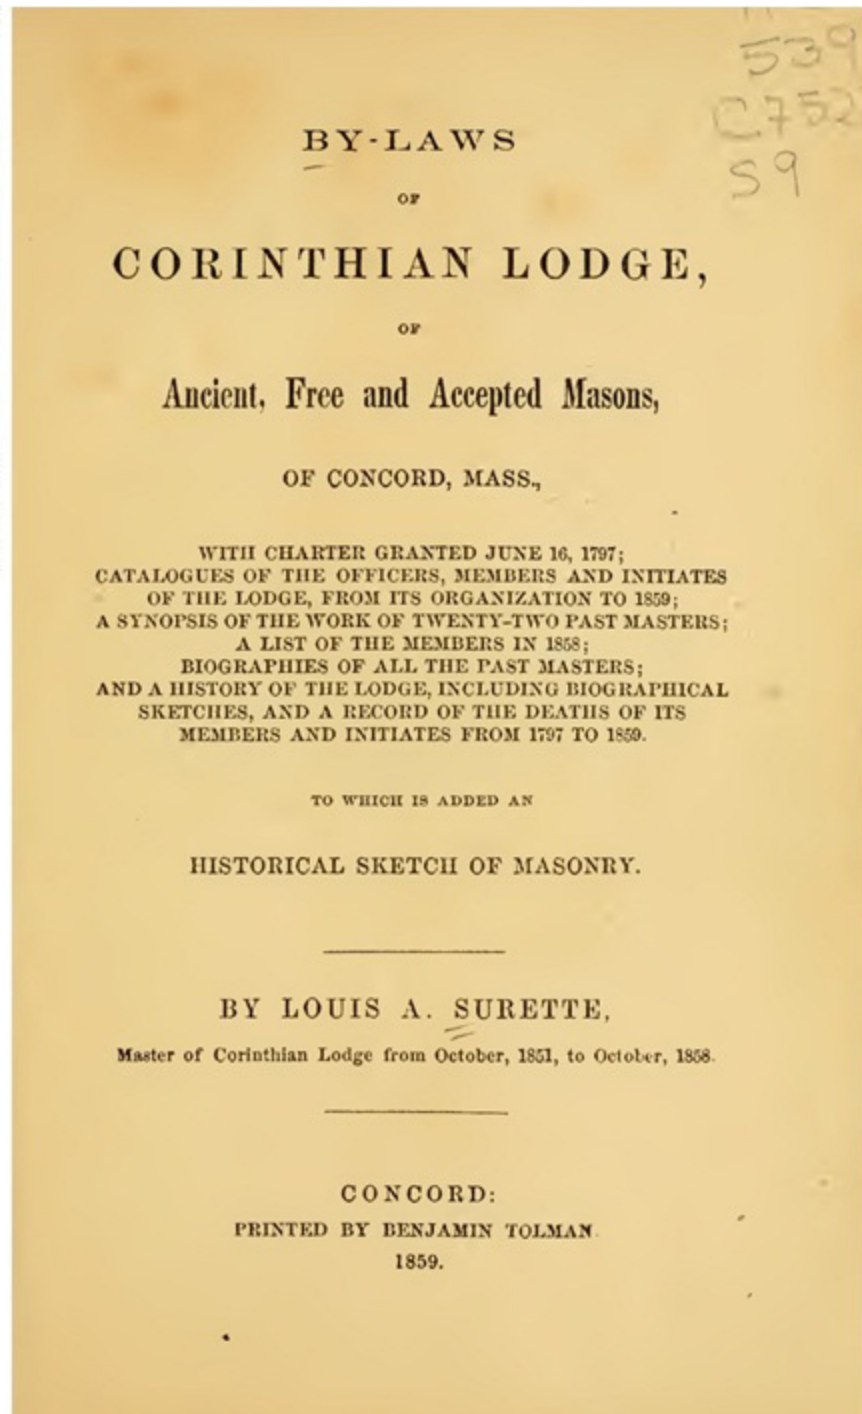 539
C752
S9
BY-LAWS
OF
CORINTHIAN LODGE,
OF
Ancient, Free and Accepted Masons,
OF CONCORD, MASS.,
WITH CHARTER GRANTED JUNE 16, 1797;
CATALOGUES OF THE OFFICERS, MEMBERS AND INITIATES
OF THE LODGE, FROM ITS ORGANIZATION TO 1859;
A SYNOPSIS OF THE WORK OF TWENTY-TWO PAST MASTERS;
A LIST OF THE MEMBERS IN 1858;
BIOGRAPHIES OF ALL THE PAST MASTERS;
AND A HISTORY OF THE LODGE, INCLUDING BIOGRAPHICAL
SKETCHES, AND A RECORD OF THE DEATHS OF ITS
MEMBERS AND INITIATES FROM 1797 TO 1859.
TO WHICH IS ADDED AN
HISTORICAL SKETCH OF MASONRY.
BY LOUIS A. SURETTE,
Master of Corinthian Lodge from October, 1851, to October, 1858.
CONCORD:
PRINTED BY BENJAMIN TOLMAN.
1859.